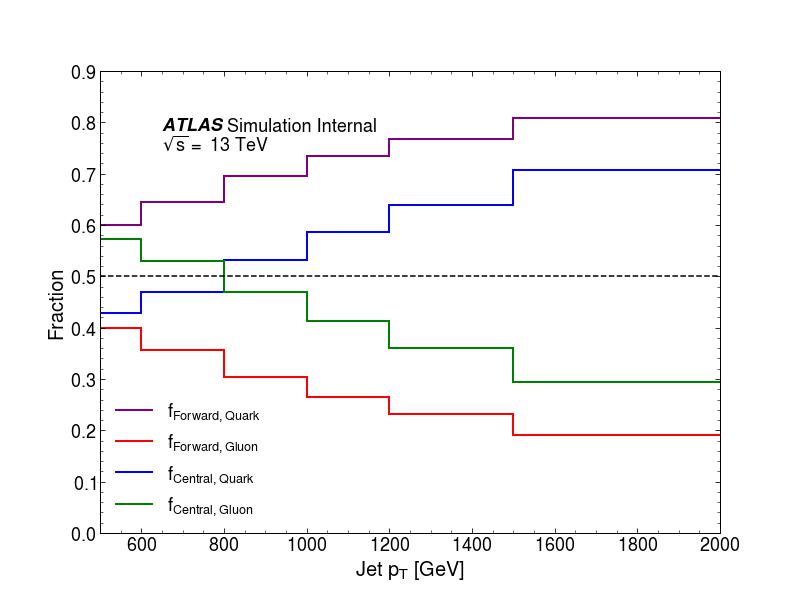 0.9
ATLAS Simulation Internal
√s = 13 TeV
0.8
0.7
0.6
0.5
0.4
0.3
0.2
0.1
0.0
Fraction
f_Forward, Quark
f_Forward, Gluon
f_Central, Quark
f_Central, Gluon
600 800 1000 1200 1400 1600 1800 2000
Jet p_T [GeV]